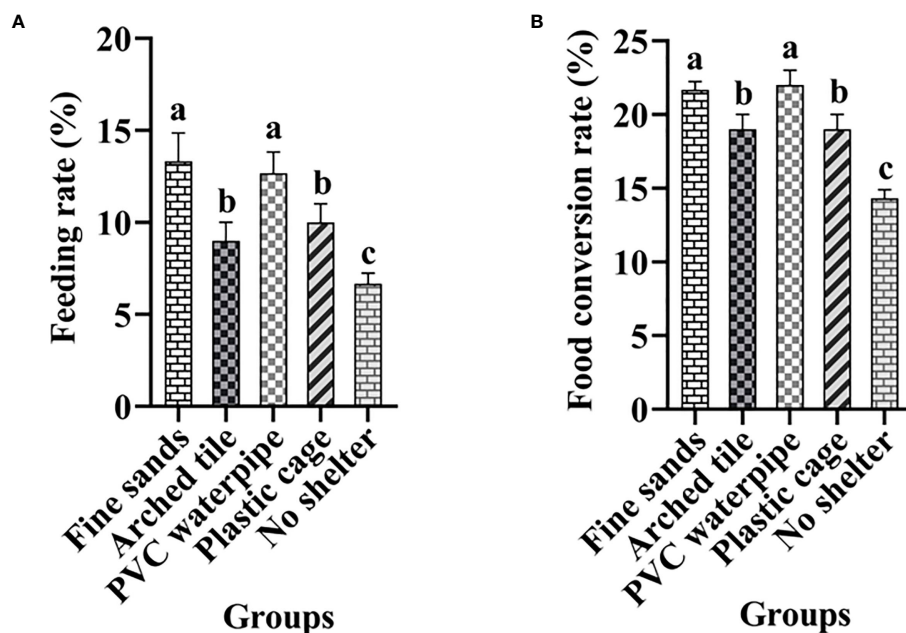 A
Feeding rate (%)
20
15
10
5
0
a
b
a
b
c
Fine sands
Arched tile
PVC waterpipe
Plastic cage
No shelter
Groups
B
Food conversion rate (%)
25
20
15
10
5
0
a
b
a
b
c
Fine sands
Arched tile
PVC waterpipe
Plastic cage
No shelter
Groups